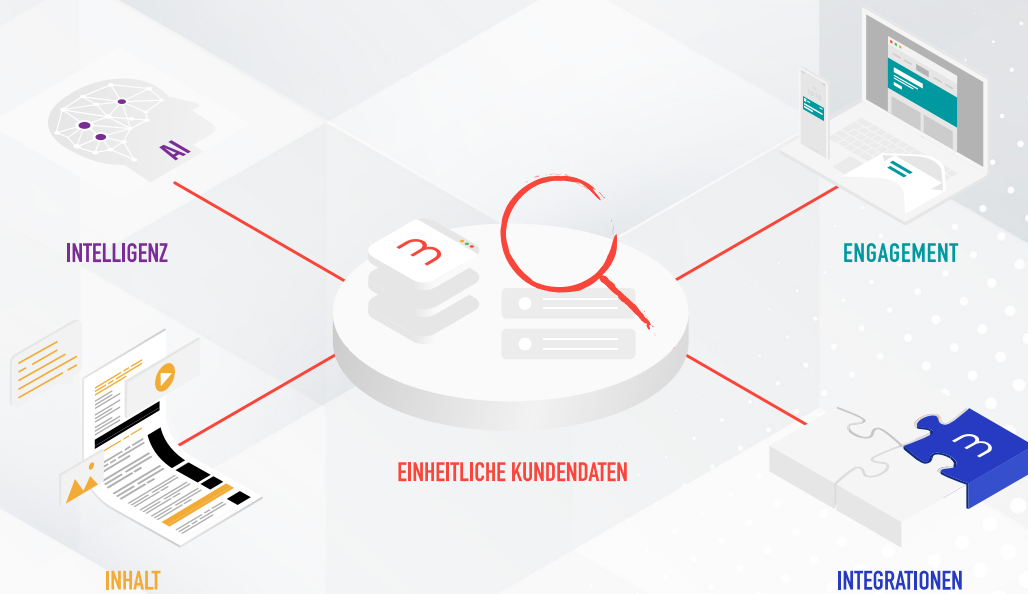 AI
INTELLIGENZ
ENGAGEMENT
m
m
EINHEITLICHE KUNDENDATEN
INHALT
INTEGRATIONEN